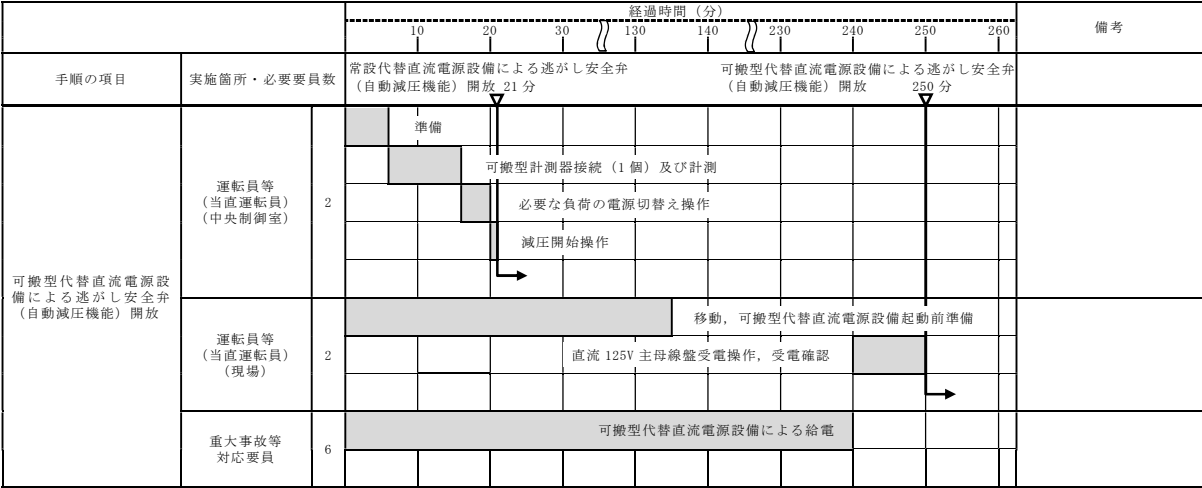 経過時間（分）
備考
10 20 30 130 140 230 240 250 260
手順の項目
実施箇所・必要要員数
常設代替直流電源設備による逃がし安全弁
（自動減圧機能）開放 21分
可搬型代替直流電源設備による逃がし安全弁
（自動減圧機能）開放 250分
可搬型代替直流電源設
備による逃がし安全弁
（自動減圧機能）開放
運転員等
(当直運転員)
(中央制御室)
2
準備
可搬型計測器接続（1個）及び計測
必要な負荷の電源切替え操作
減圧開始操作
運転員等
(当直運転員)
(現場)
2
移動，可搬型代替直流電源設備起動前準備
直流125V主母線盤受電操作，受電確認
重大事故等
対応要員
6
可搬型代替直流電源設備による給電